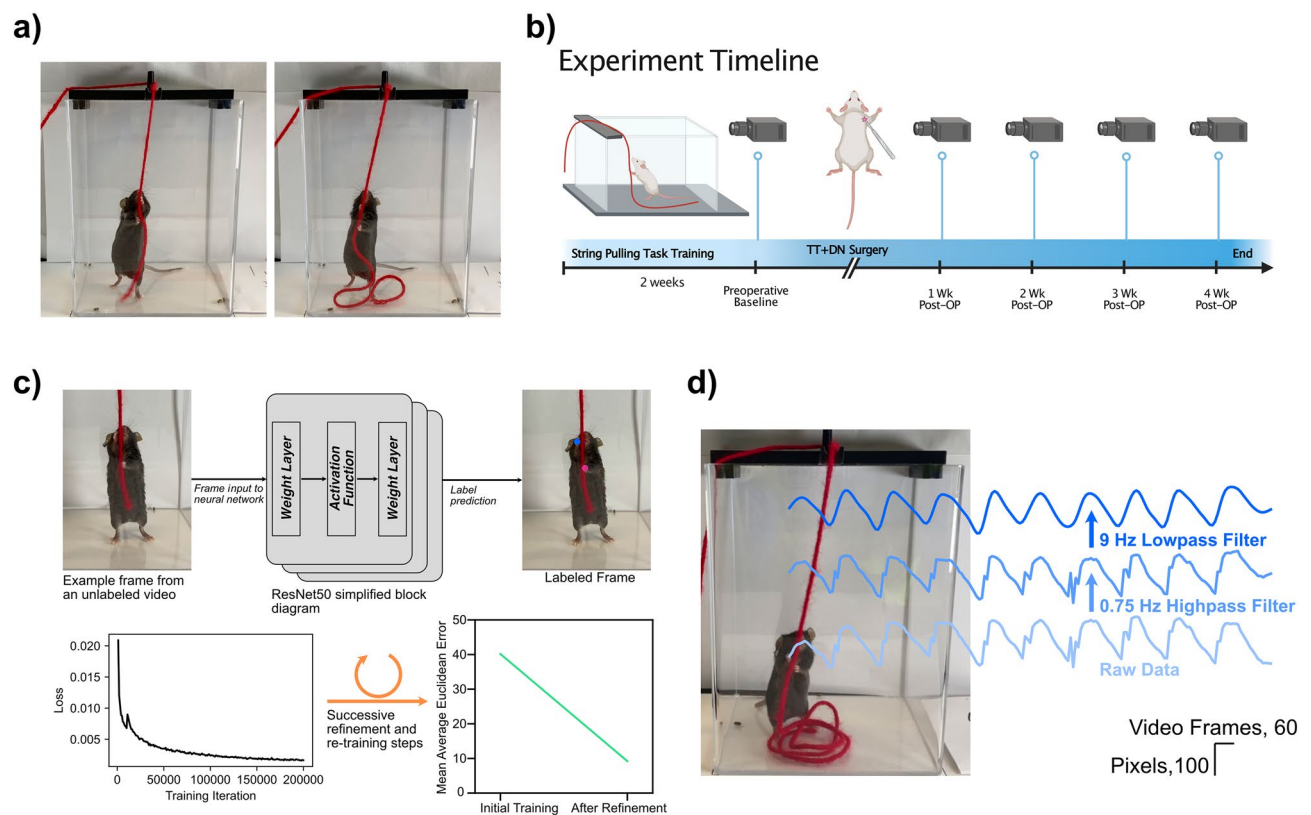 a)
b)
Experiment Timeline
String Pulling Task Training
TT+DN Surgery
End
2 weeks
Preoperative
Baseline
1 Wk
Post-OP
2 Wk
Post-OP
3 Wk
Post-OP
4 Wk
Post-OP
c)
Frame input to
neural network
Weight Layer
Activation
Function
Weight Layer
Label
prediction
Example frame from
an unlabeled video
ResNet50 simplified block
diagram
Labeled Frame
0.020
0.015
0.010
0.005
Loss
0
50000
100000
150000
200000
Training Iteration
Successive
refinement and
re-training steps
Mean Average Euclidean Error
50
40
30
20
10
0
Initial Training
After Refinement
d)
9 Hz Lowpass Filter
0.75 Hz Highpass Filter
Raw Data
Video Frames, 60
Pixels,100